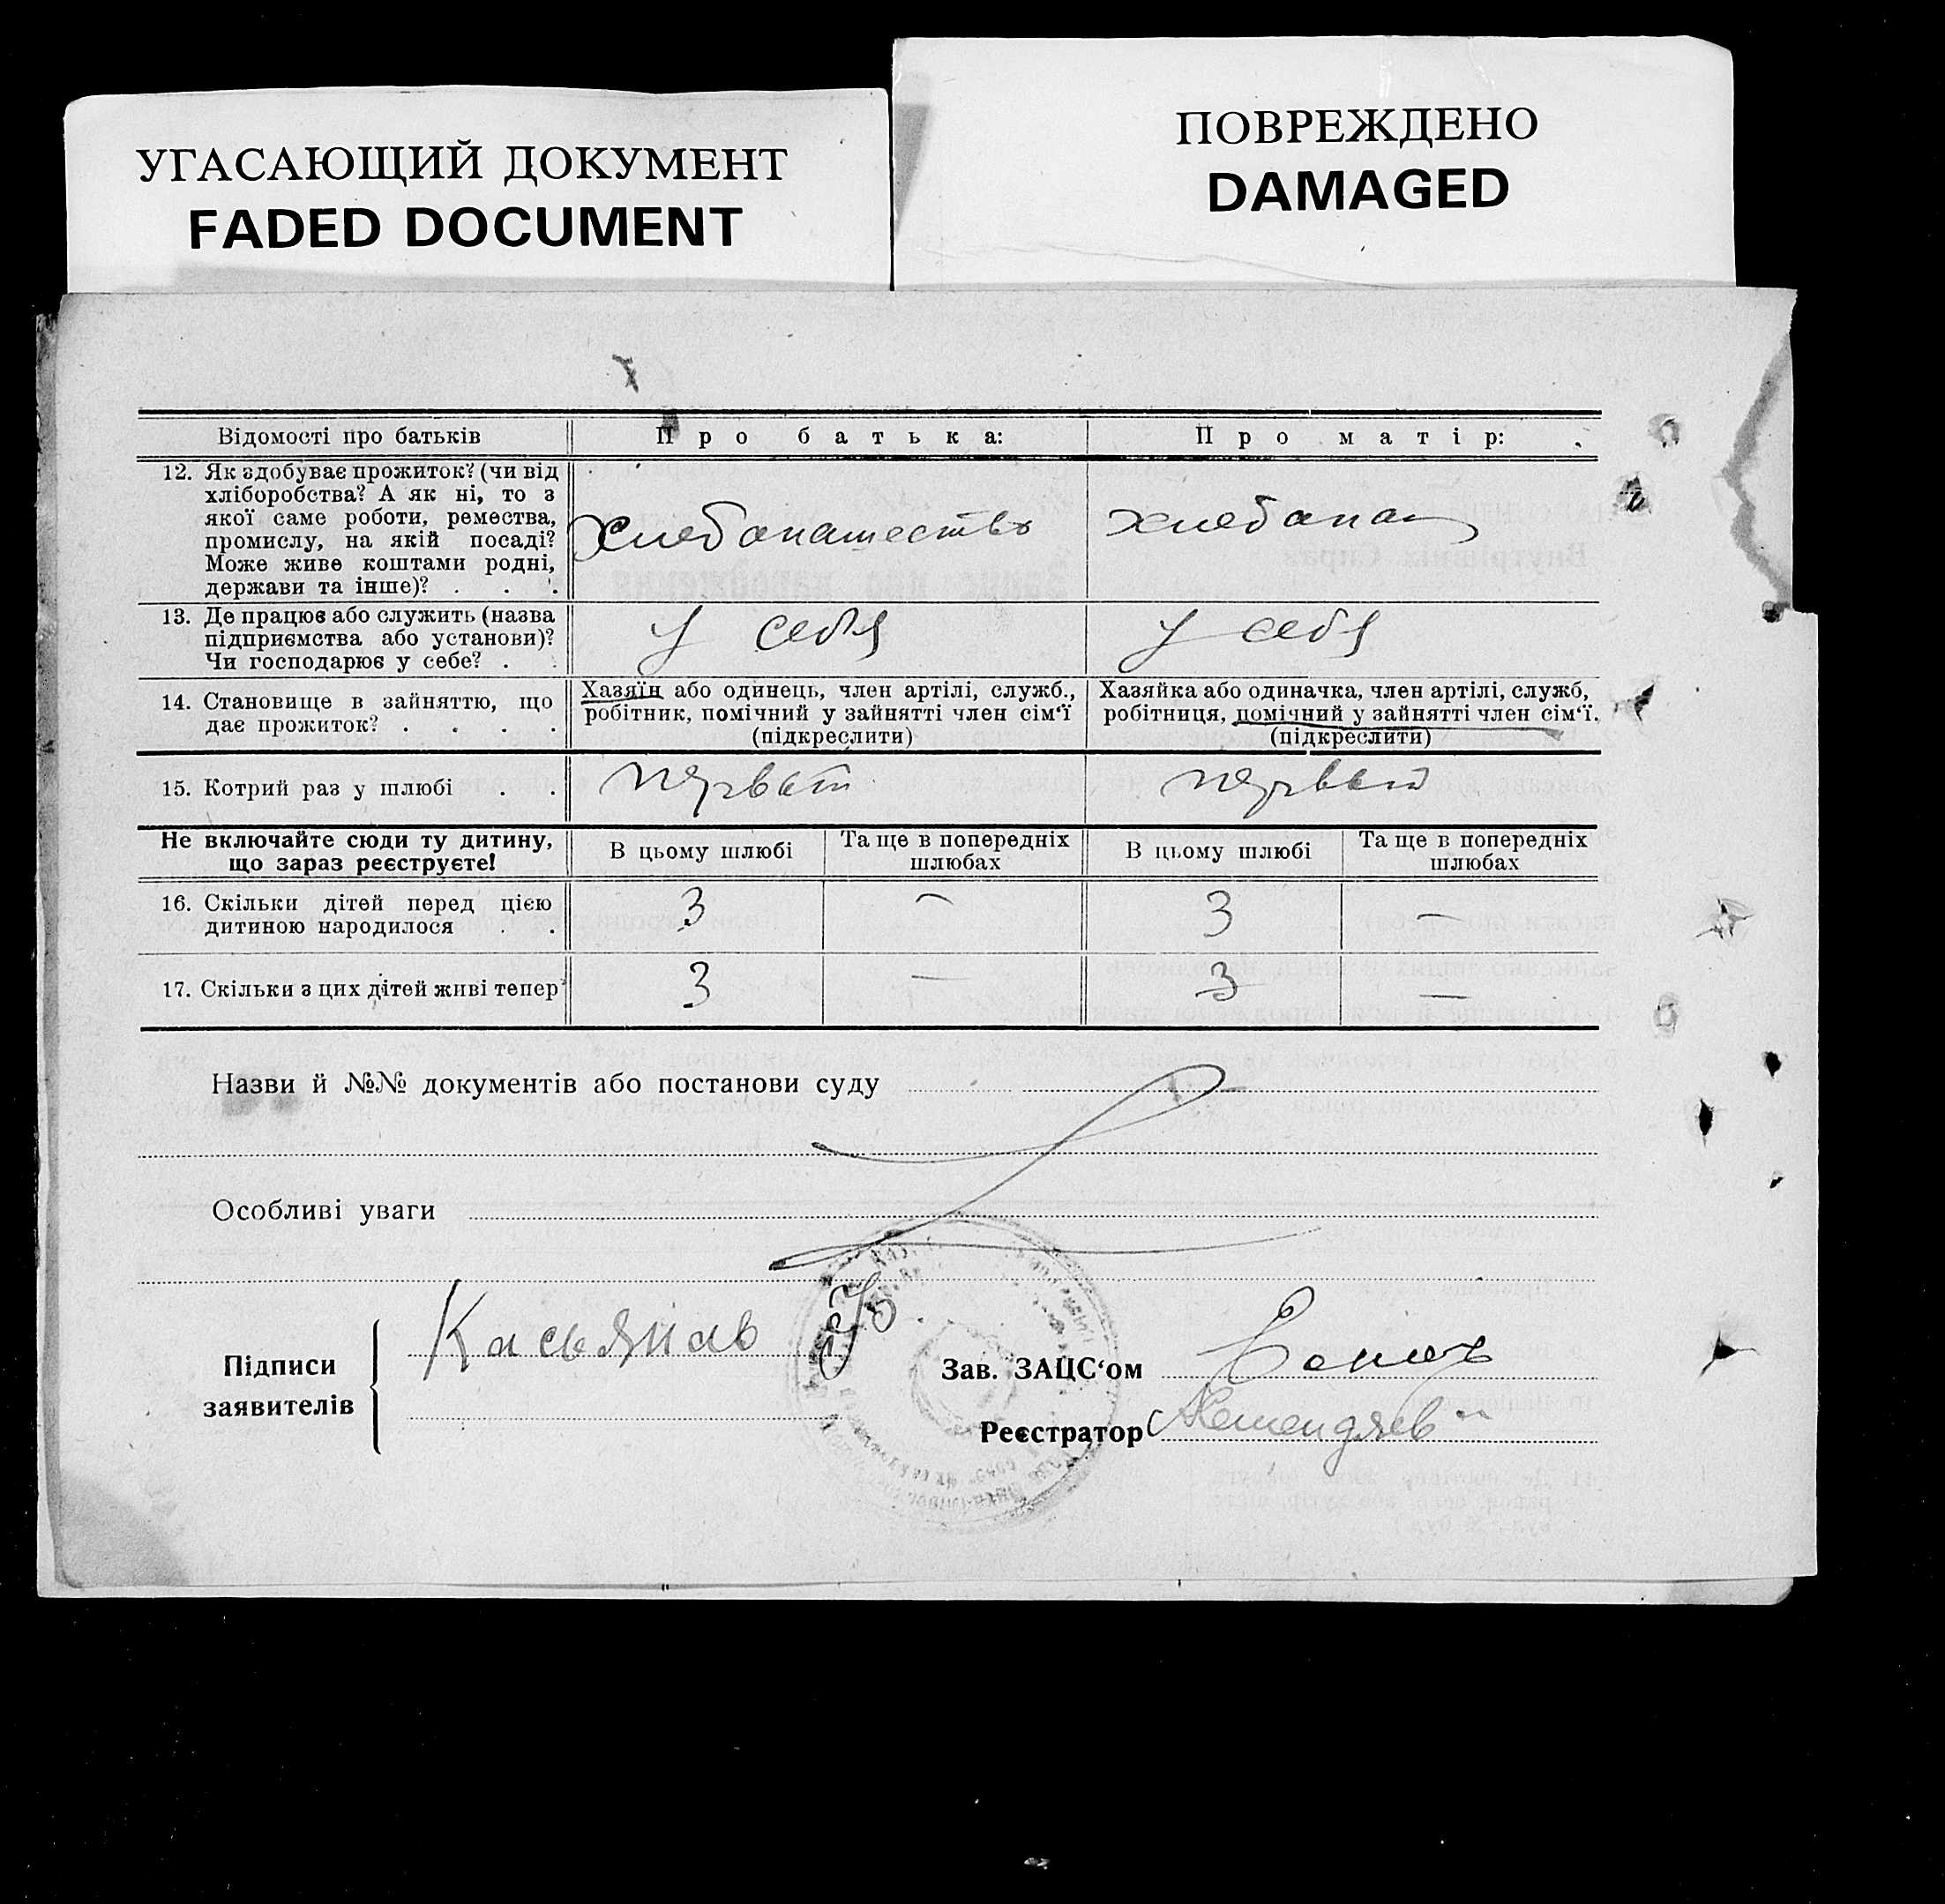 УГАСАЮЩИЙ ДОКУМЕНТ
FADED DOCUMENT
ПОВРЕЖДЕНО
DAMAGED
Відомості про батьків
Про батька:
Про матір:
12. Як здобуває прожиток? (чи від
хліборобства? А як ні, то з
якої саме роботи, ремества,
промислу, на якій посаді?
Може живе коштами родні,
держави та інше)? . . .
Хлебопашество
хлебопаш
13. Де працює або служить (назва
підприємства або установи)?
Чи господарює у себе? . .
у себя
у себя
14. Становище в зайняттю, що
дає прожиток? . . . .
Хазяїн або одинець, член артілі, служб.,
робітник, помічний у зайнятті член сім‘ї
(підкреслити)
Хазяйка або одиначка, член артілі, служб,
робітниця, помічний у зайнятті член сім‘ї.
(підкреслити)
15. Котрий раз у шлюбі . .
первый
первый
Не включайте сюди ту дитину,
що зараз реєструєте!
В цьому шлюбі
Та ще в попередніх
шлюбах
В цьому шлюбі
Та ще в попередніх
шлюбах
16. Скільки дітей перед цією
дитиною народилося . .
3 — 3 —
17. Скільки з цих дітей живі тепер
3 — 3 —
Назви й №№ документів або постанови суду
Особливі уваги
Підписи
заявителів
Касьянов
Зав. ЗАЦС‘ом
Реєстратор